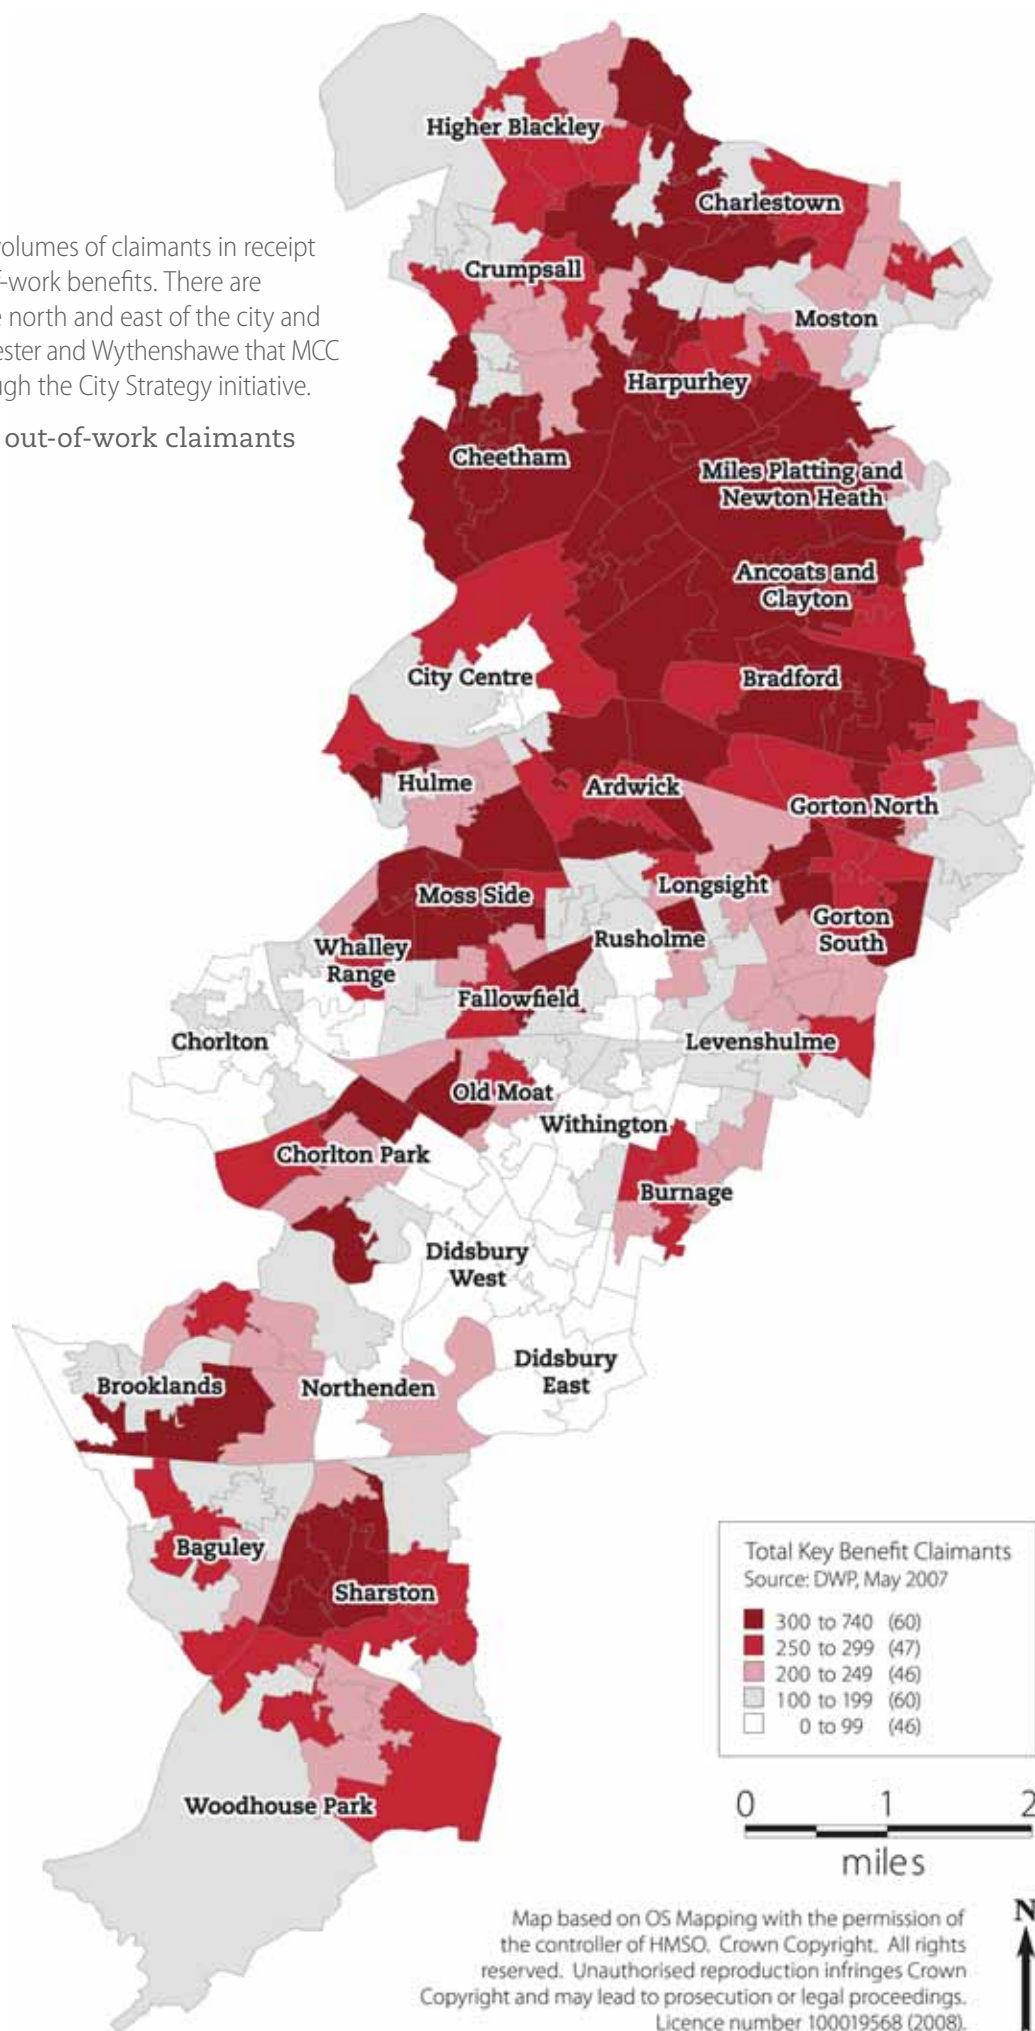 volumes of claimants in receipt
f-work benefits. There are
e north and east of the city and
ester and Wythenshawe that MCC
ugh the City Strategy initiative.
out-of-work claimants
Higher Blackley
Charlestown
Crumpsall
Moston
Harpurhey
Cheetham
Miles Platting and
Newton Heath
Ancoats and
Clayton
City Centre
Bradford
Hulme
Ardwick
Gorton North
Moss Side
Longsight
Gorton
South
Whalley
Range
Rusholme
Fallowfield
Chorlton
Levenshulme
Old Moat
Withington
Chorlton Park
Burnage
Didsbury
West
Didsbury
East
Brooklands
Northenden
Baguley
Sharston
Woodhouse Park
Total Key Benefit Claimants
Source: DWP, May 2007
300 to 740 (60)
250 to 299 (47)
200 to 249 (46)
100 to 199 (60)
0 to 99 (46)
0 1 2
miles
N
Map based on OS Mapping with the permission of
the controller of HMSO. Crown Copyright. All rights
reserved. Unauthorised reproduction infringes Crown
Copyright and may lead to prosecution or legal proceedings.
Licence number 100019568 (2008).